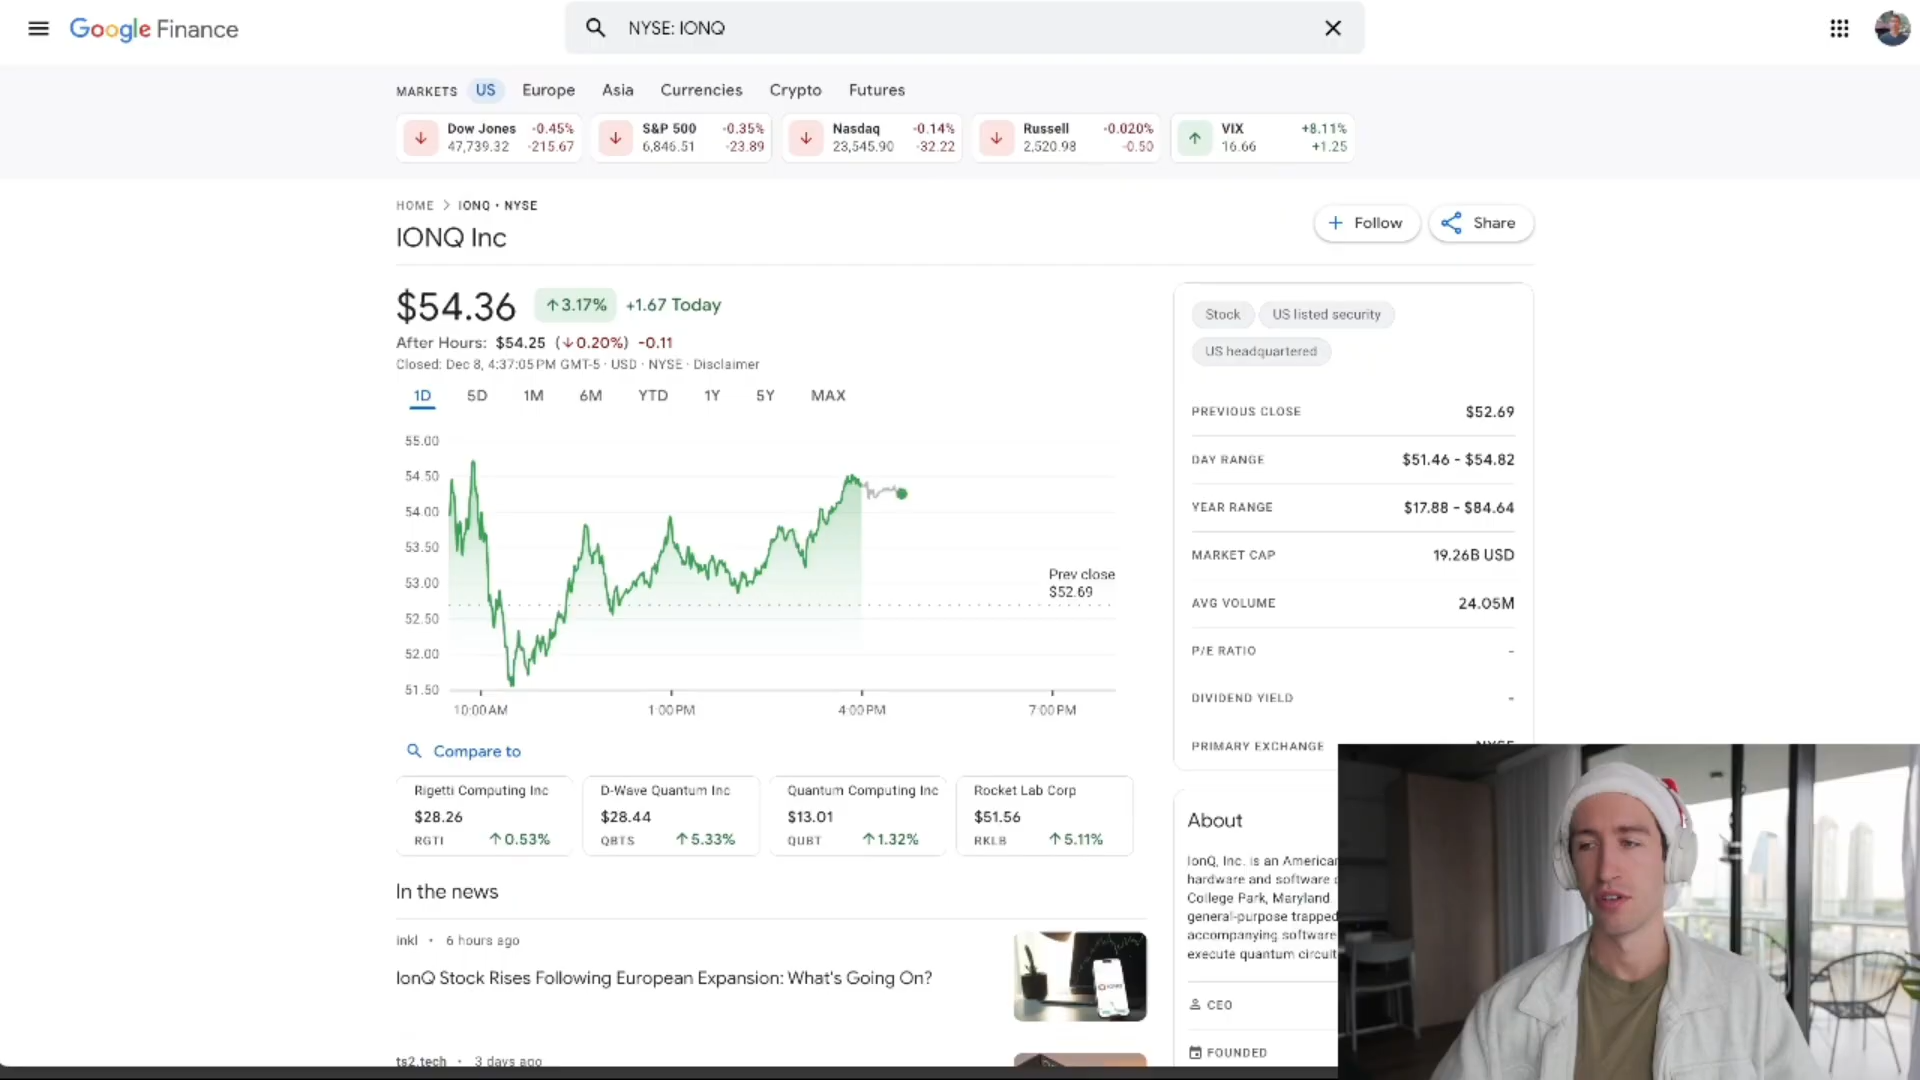 Google Finance
NYSE: IONQ
MARKETS US Europe Asia Currencies Crypto Futures
Dow Jones -0.45%
47,739.32 -215.67
S&P 500 -0.35%
6,846.51 -23.89
Nasdaq -0.14%
23,545.90 -32.22
Russell -0.020%
2,520.98 -0.50
VIX +8.11%
16.66 +1.25
HOME > IONQ • NYSE
IONQ Inc
+ Follow
Share
$54.36 ↑3.17% +1.67 Today
After Hours: $54.25 (↓0.20%) -0.11
Closed: Dec 8, 4:37:05 PM GMT-5 · USD · NYSE · Disclaimer
1D 5D 1M 6M YTD 1Y 5Y MAX
55.00
54.50
54.00
53.50
53.00
52.50
52.00
51.50
Prev close
$52.69
10:00 AM 1:00 PM 4:00 PM 7:00 PM
Compare to
Rigetti Computing Inc
$28.26
RGTI ↑0.53%
D-Wave Quantum Inc
$28.44
QBTS ↑5.33%
Quantum Computing Inc
$13.01
QUBT ↑1.32%
Rocket Lab Corp
$51.56
RKLB ↑5.11%
In the news
inkl • 6 hours ago
IonQ Stock Rises Following European Expansion: What's Going On?
ts2.tech • 3 days ago
Stock
US listed security
US headquartered
PREVIOUS CLOSE $52.69
DAY RANGE $51.46 - $54.82
YEAR RANGE $17.88 - $84.64
MARKET CAP 19.26B USD
AVG VOLUME 24.05M
P/E RATIO -
DIVIDEND YIELD -
PRIMARY EXCHANGE NYSE
About
IonQ, Inc. is an American
hardware and software
College Park, Maryland.
general-purpose trapped
accompanying software
execute quantum circuit
CEO
FOUNDED